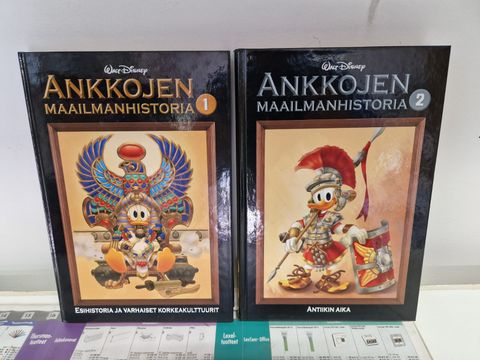 Walt Disney
ANKKOJEN
MAAILMANHISTORIA 1
ESIHISTORIA JA VARHAISET KORKEAKULTTUURIT
Walt Disney
ANKKOJEN
MAAILMANHISTORIA 2
ANTIIKIN AIKA